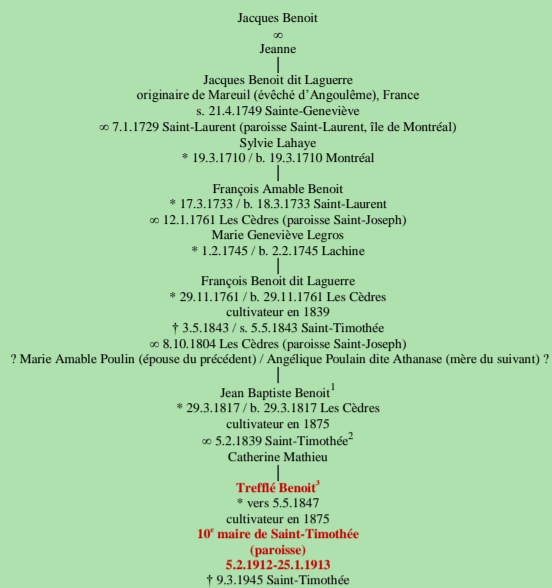 Jacques Benoit
∞
Jeanne
Jacques Benoit dit Laguerre
originaire de Mareuil (évêché d'Angoulême), France
s. 21.4.1749 Sainte-Geneviève
∞ 7.1.1729 Saint-Laurent (paroisse Saint-Laurent, île de Montréal)
Sylvie Lahaye
* 19.3.1710 / b. 19.3.1710 Montréal
François Amable Benoit
* 17.3.1733 / b. 18.3.1733 Saint-Laurent
∞ 12.1.1761 Les Cèdres (paroisse Saint-Joseph)
Marie Geneviève Legros
* 1.2.1745 / b. 2.2.1745 Lachine
François Benoit dit Laguerre
* 29.11.1761 / b. 29.11.1761 Les Cèdres
cultivateur en 1839
† 3.5.1843 / s. 5.5.1843 Saint-Timothée
∞ 8.10.1804 Les Cèdres (paroisse Saint-Joseph)
? Marie Amable Poulin (épouse du précédent) / Angélique Poulain dite Athanase (mère du suivant) ?
Jean Baptiste Benoit¹
* 29.3.1817 / b. 29.3.1817 Les Cèdres
cultivateur en 1875
∞ 5.2.1839 Saint-Timothée²
Catherine Mathieu
Trefflé Benoit³
* vers 5.5.1847
cultivateur en 1875
10e maire de Saint-Timothée
(paroisse)
5.2.1912-25.1.1913
† 9.3.1945 Saint-Timothée